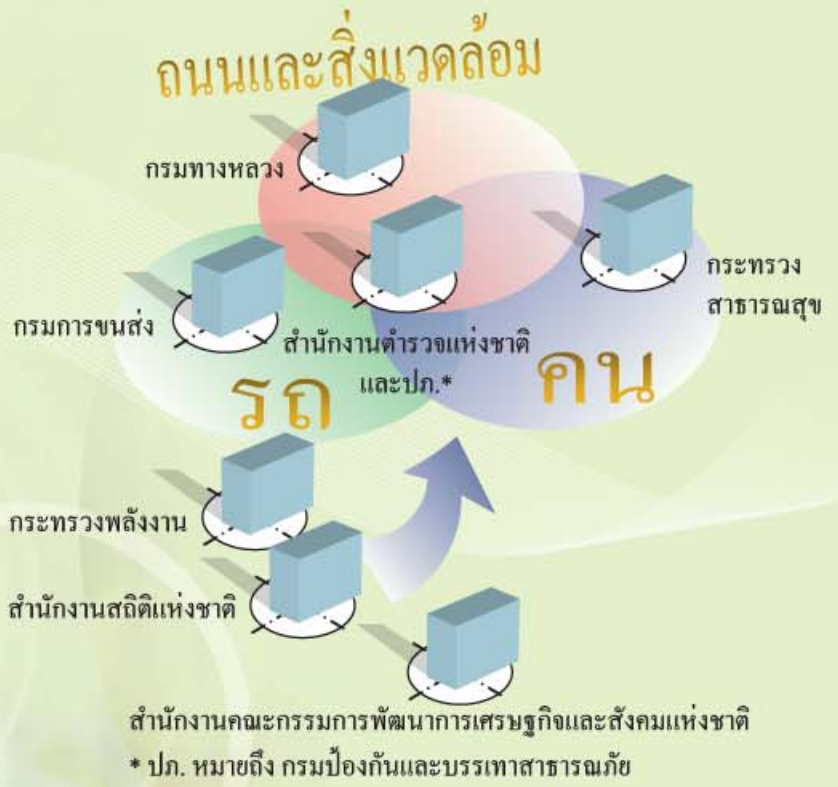 ถนนและสิ่งแวดล้อม
กรมทางหลวง
กระทรวง
สาธารณสุข
กรมการขนส่ง
สำนักงานตำรวจแห่งชาติ
และปภ.*
รถ
คน
กระทรวงพลังงาน
สำนักงานสถิติแห่งชาติ
สำนักงานคณะกรรมการพัฒนาการเศรษฐกิจและสังคมแห่งชาติ
* ปภ. หมายถึง กรมป้องกันและบรรเทาสาธารณภัย